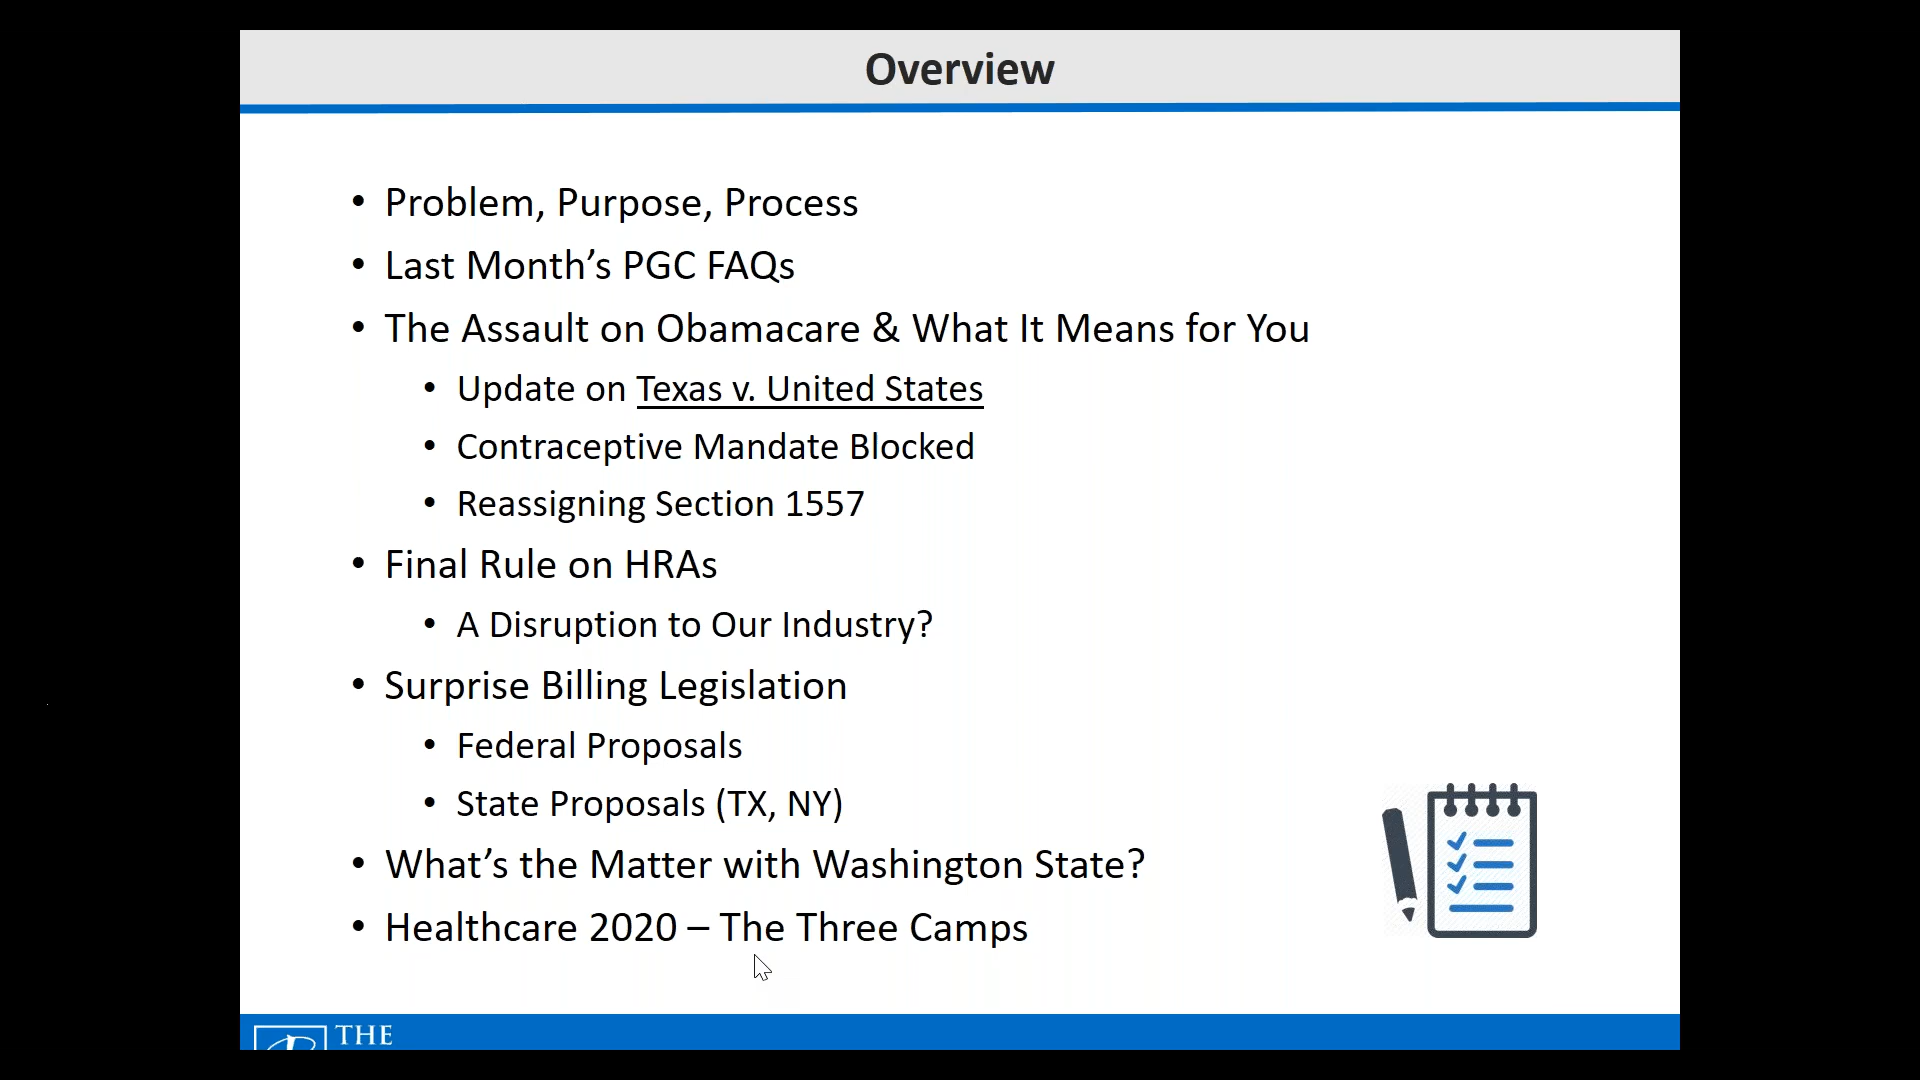 Overview
• Problem, Purpose, Process
• Last Month’s PGC FAQs
• The Assault on Obamacare & What It Means for You
• Update on Texas v. United States
• Contraceptive Mandate Blocked
• Reassigning Section 1557
• Final Rule on HRAs
• A Disruption to Our Industry?
• Surprise Billing Legislation
• Federal Proposals
• State Proposals (TX, NY)
• What’s the Matter with Washington State?
• Healthcare 2020 – The Three Camps
THE